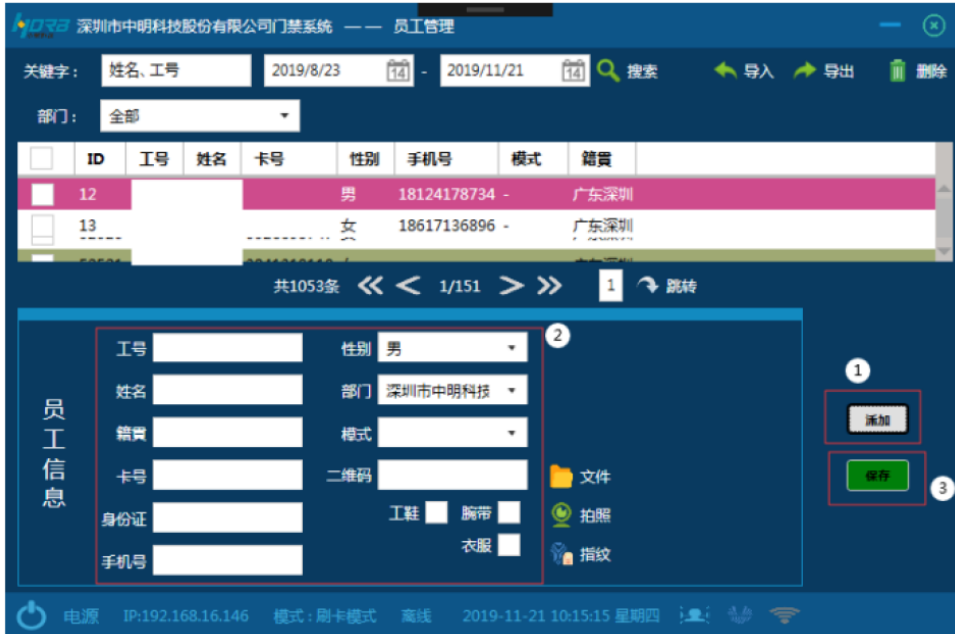 HORA 深圳市中明科技股份有限公司门禁系统 —— 员工管理
关键字： 姓名、工号 2019/8/23 14 - 2019/11/21 14 搜索 导入 导出 删除
部门： 全部
ID 工号 姓名 卡号 性别 手机号 模式 籍貫
12 男 18124178734 - 广东深圳
13 女 18617136896 - 广东深圳
共1053条 1/151 1 跳转
员工信息
工号 性别 男 2
姓名 部门 深圳市中明科技
籍貫 模式
卡号 二维码 文件
身份证 工鞋 腕带 拍照
手机号 衣服 指纹
1
添加
保存
3
电源 IP:192.168.16.146 模式：刷卡模式 离线 2019-11-21 10:15:15 星期四